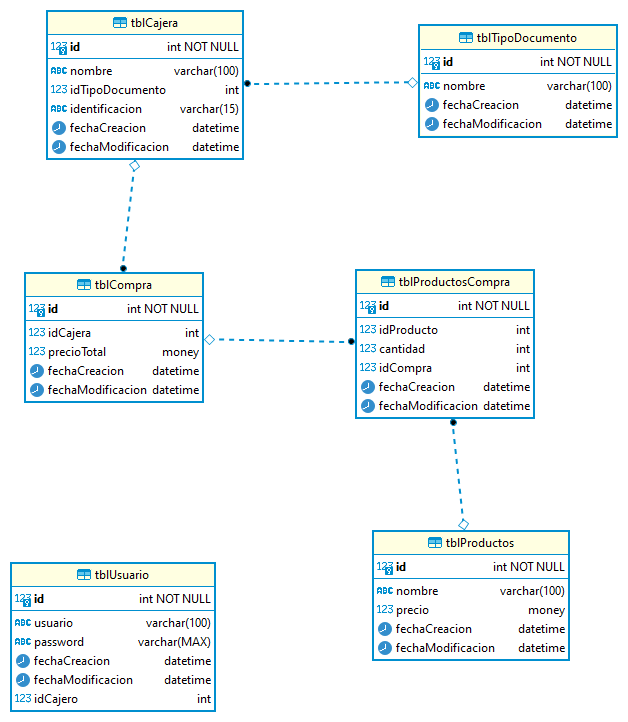 tblCajera
123 id int NOT NULL
ABC nombre varchar(100)
123 idTipoDocumento int
ABC identificacion varchar(15)
fechaCreacion datetime
fechaModificacion datetime
tblTipoDocumento
123 id int NOT NULL
ABC nombre varchar(100)
fechaCreacion datetime
fechaModificacion datetime
tblCompra
123 id int NOT NULL
123 idCajera int
123 precioTotal money
fechaCreacion datetime
fechaModificacion datetime
tblProductosCompra
123 id int NOT NULL
123 idProducto int
123 cantidad int
123 idCompra int
fechaCreacion datetime
fechaModificacion datetime
tblProductos
123 id int NOT NULL
ABC nombre varchar(100)
123 precio money
fechaCreacion datetime
fechaModificacion datetime
tblUsuario
123 id int NOT NULL
ABC usuario varchar(100)
ABC password varchar(MAX)
fechaCreacion datetime
fechaModificacion datetime
123 idCajero int